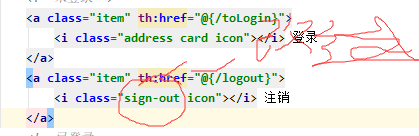 <a class="item" th:href="@{/toLogin}">
<i class="address card icon"></i> 登录
</a>
<a class="item" th:href="@{/logout}">
<i class="sign-out icon"></i> 注销
</a>